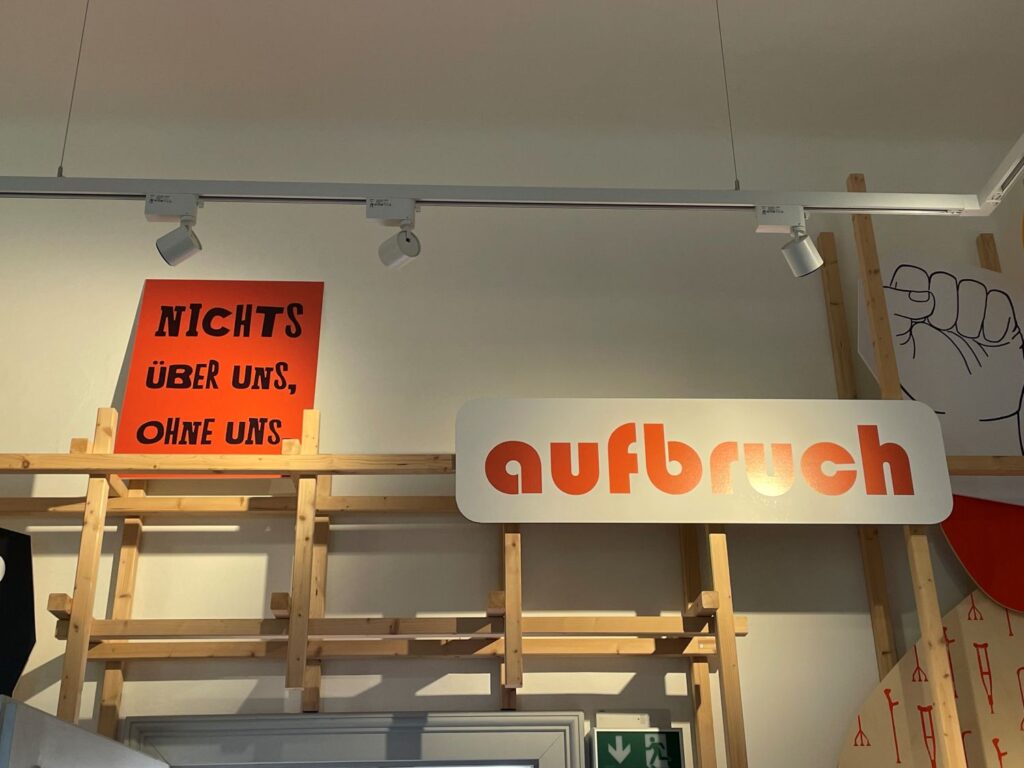 NICHTS
ÜBER UNS,
OHNE UNS
aufbruch